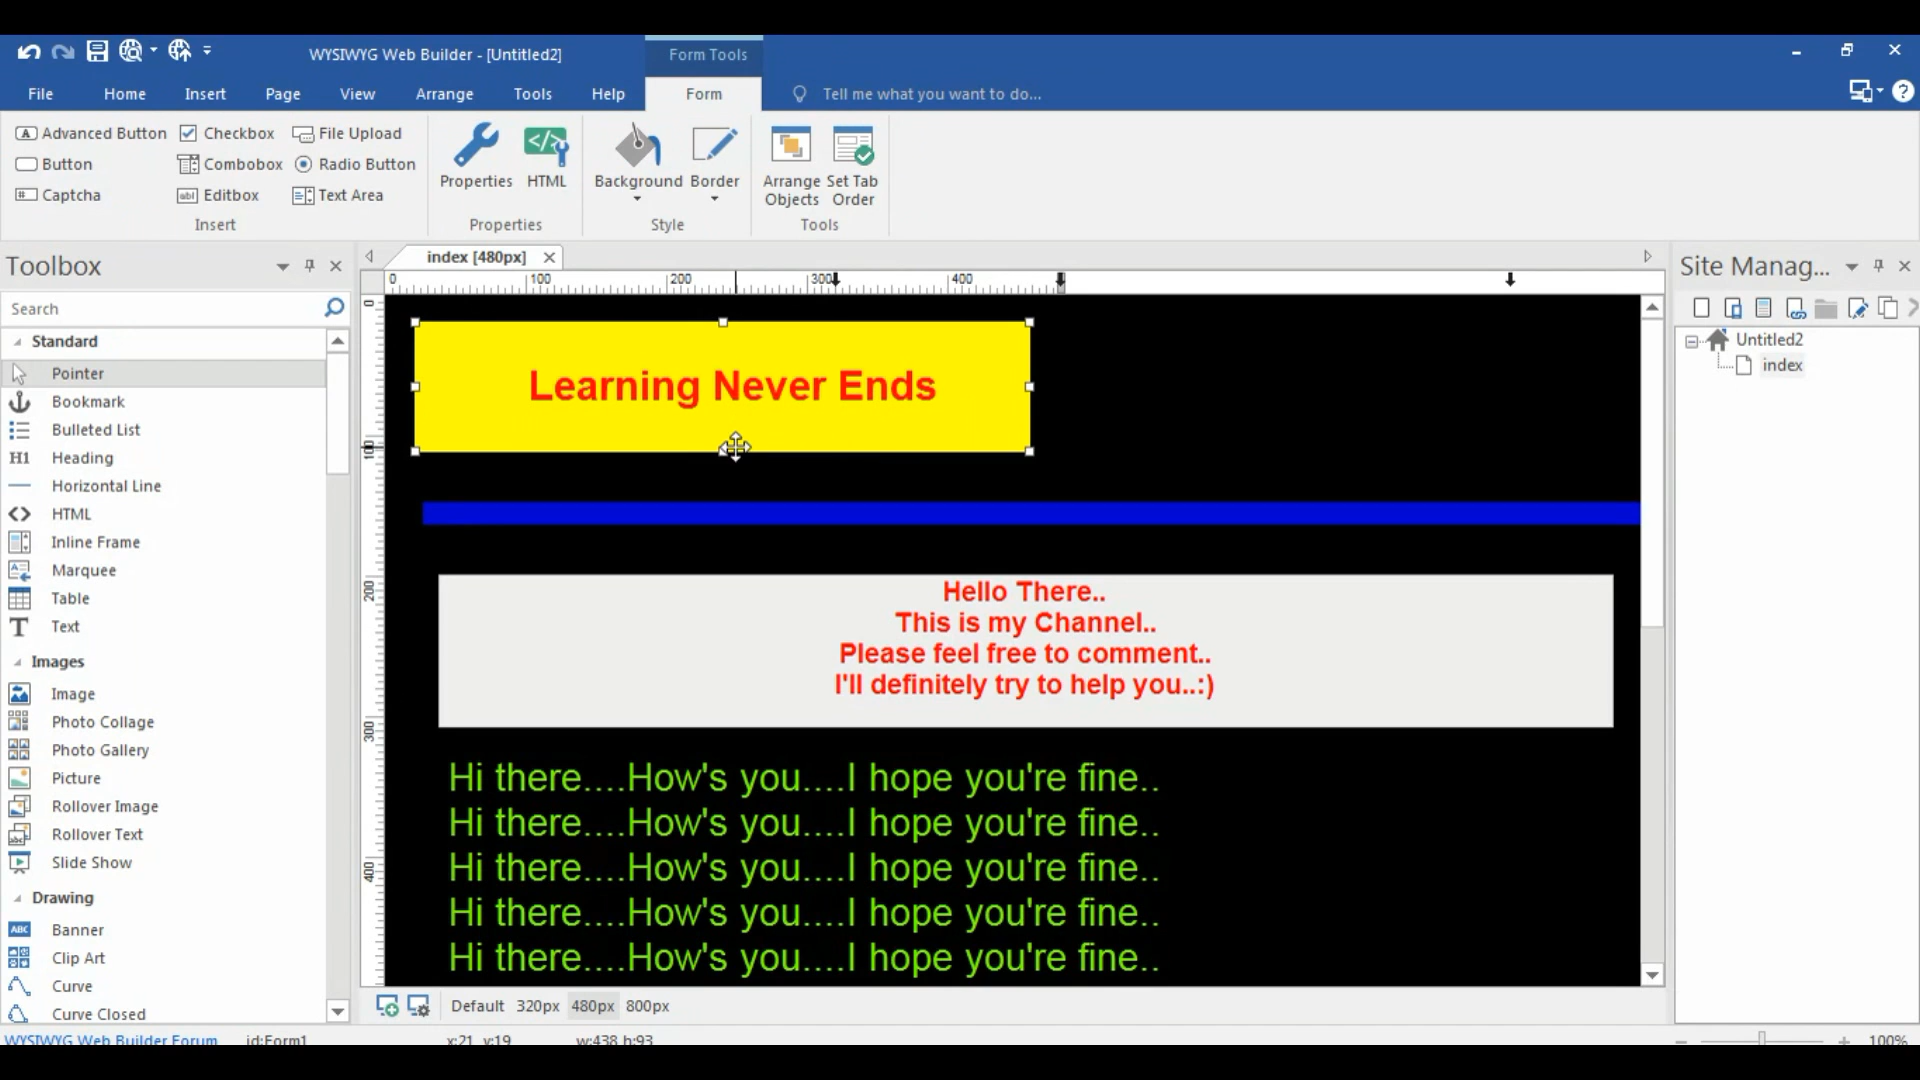 WYSIWYG Web Builder - [Untitled2]
Form Tools
File
Home
Insert
Page
View
Arrange
Tools
Help
Form
Tell me what you want to do...
Advanced Button
Checkbox
File Upload
Button
Combobox
Radio Button
Captcha
Editbox
Text Area
Insert
Properties
HTML
Properties
Background
Border
Style
Arrange Objects
Set Tab Order
Tools
Toolbox
Search
Standard
Pointer
Bookmark
Bulleted List
H1 Heading
Horizontal Line
HTML
Inline Frame
Marquee
Table
Text
Images
Image
Photo Collage
Photo Gallery
Picture
Rollover Image
Rollover Text
Slide Show
Drawing
ABC Banner
Clip Art
Curve
Curve Closed
index [480px]
0 100 200 300 400
0
100
200
300
400
Learning Never Ends
Hello There..
This is my Channel..
Please feel free to comment..
I'll definitely try to help you..:)
Hi there....How's you....I hope you're fine..
Hi there....How's you....I hope you're fine..
Hi there....How's you....I hope you're fine..
Hi there....How's you....I hope you're fine..
Hi there....How's you....I hope you're fine..
Default 320px 480px 800px
Site Manag...
Untitled2
index
WYSIWYG Web Builder Forum
id:Form1
x:21 y:19
w:438 h:93
100%